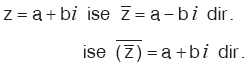 z = a + bi ise z̅ = a – bi dir.
ise (z̅)̅ = a + bi dir.